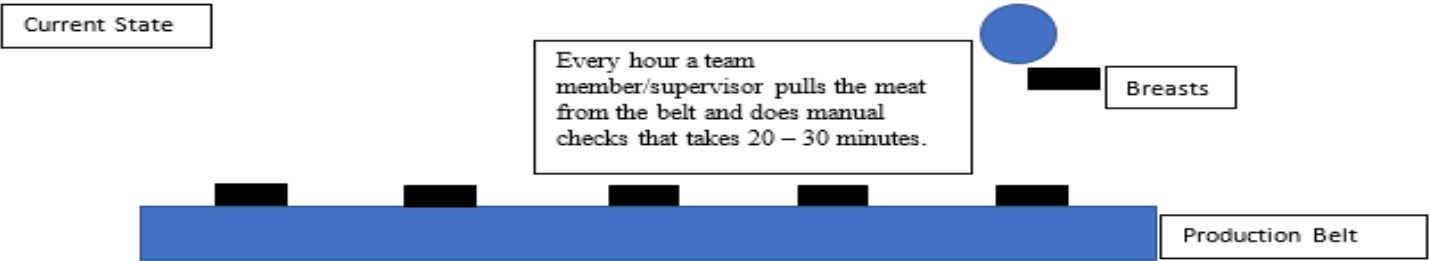 Current State
Every hour a team
member/supervisor pulls the meat
from the belt and does manual
checks that takes 20 – 30 minutes.
Breasts
Production Belt